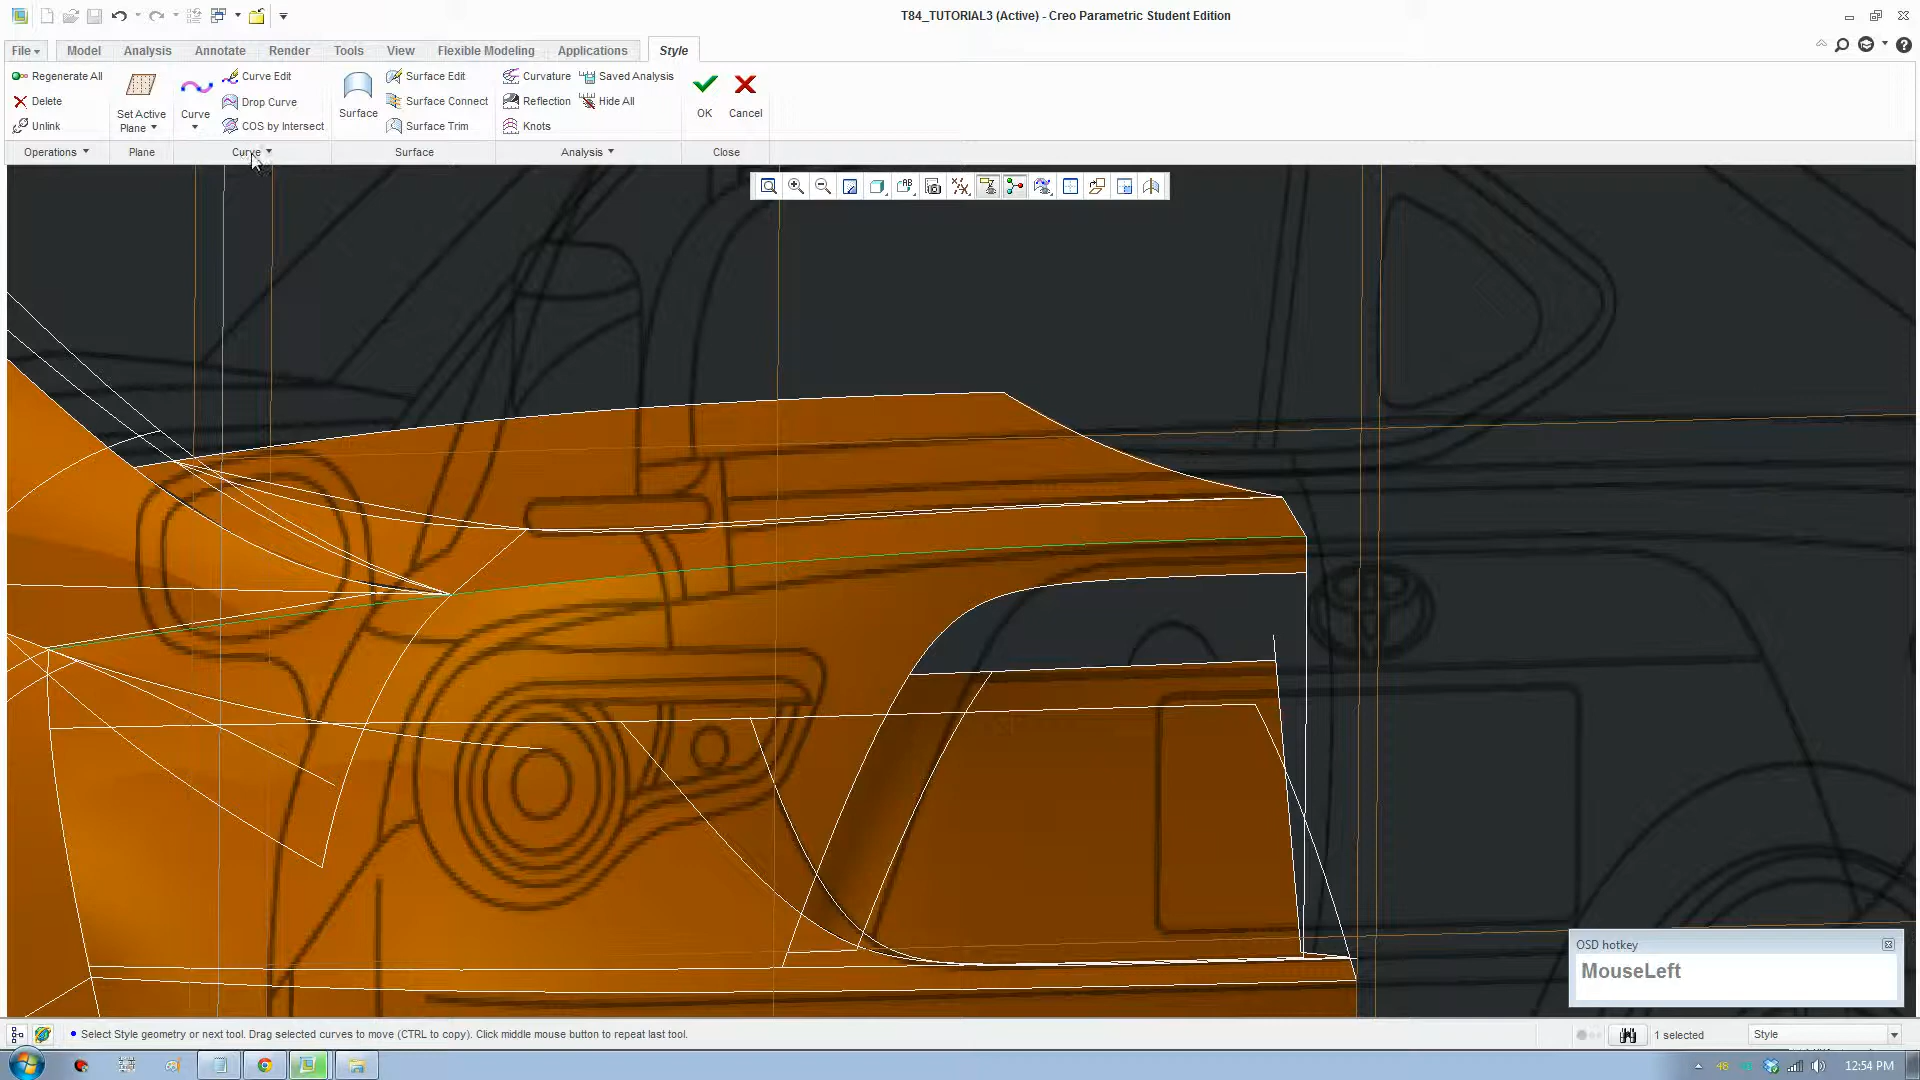 T84_TUTORIAL3 (Active) - Creo Parametric Student Edition
File Model Analysis Annotate Render Tools View Flexible Modeling Applications Style
Regenerate All
Delete
Unlink
Set Active
Plane
Curve
Curve Edit
Drop Curve
COS by Intersect
Surface
Surface Edit
Surface Connect
Surface Trim
Curvature
Reflection
Knots
Saved Analysis
Hide All
OK
Cancel
Operations Plane Curve Surface Analysis Close
OSD hotkey
MouseLeft
Select Style geometry or next tool. Drag selected curves to move (CTRL to copy). Click middle mouse button to repeat last tool.
1 selected
Style
12:54 PM